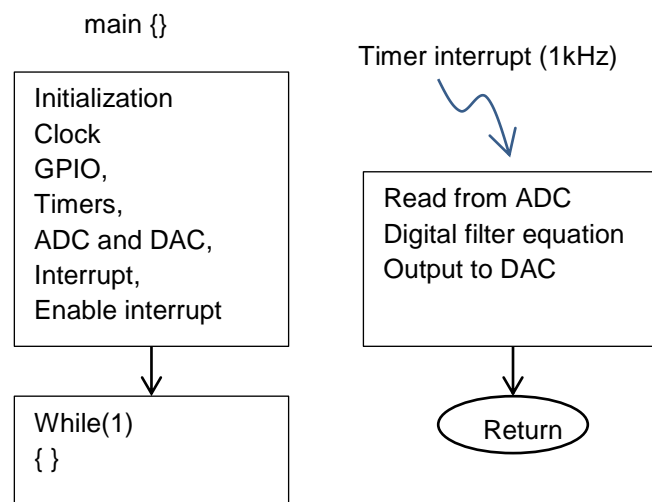 main {}
Initialization
Clock
GPIO,
Timers,
ADC and DAC,
Interrupt,
Enable interrupt
While(1)
{ }
Timer interrupt (1kHz)
Read from ADC
Digital filter equation
Output to DAC
Return